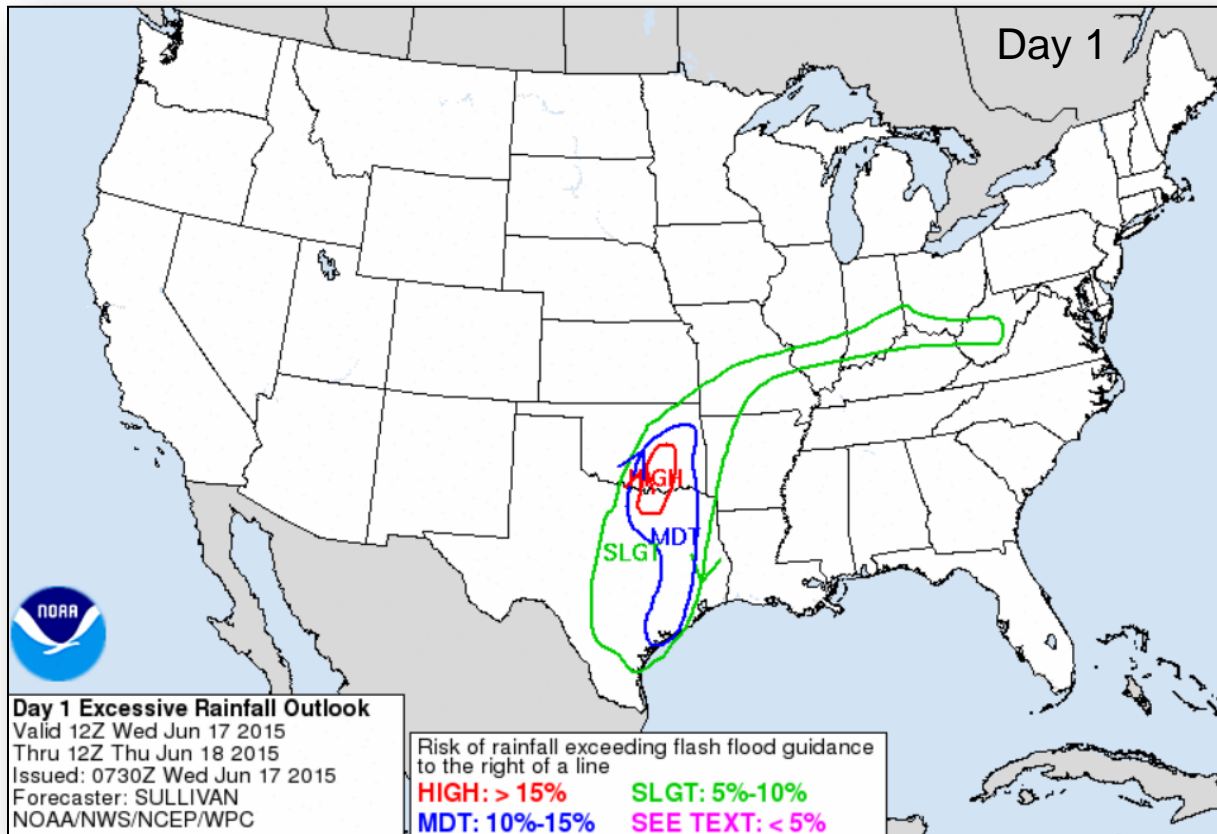 Day 1
HIGH
MDT
SLGT
NOAA
Day 1 Excessive Rainfall Outlook
Valid 12Z Wed Jun 17 2015
Thru 12Z Thu Jun 18 2015
Issued: 0730Z Wed Jun 17 2015
Forecaster: SULLIVAN
NOAA/NWS/NCEP/WPC
Risk of rainfall exceeding flash flood guidance
to the right of a line
HIGH: > 15% SLGT: 5%-10%
MDT: 10%-15% SEE TEXT: < 5%